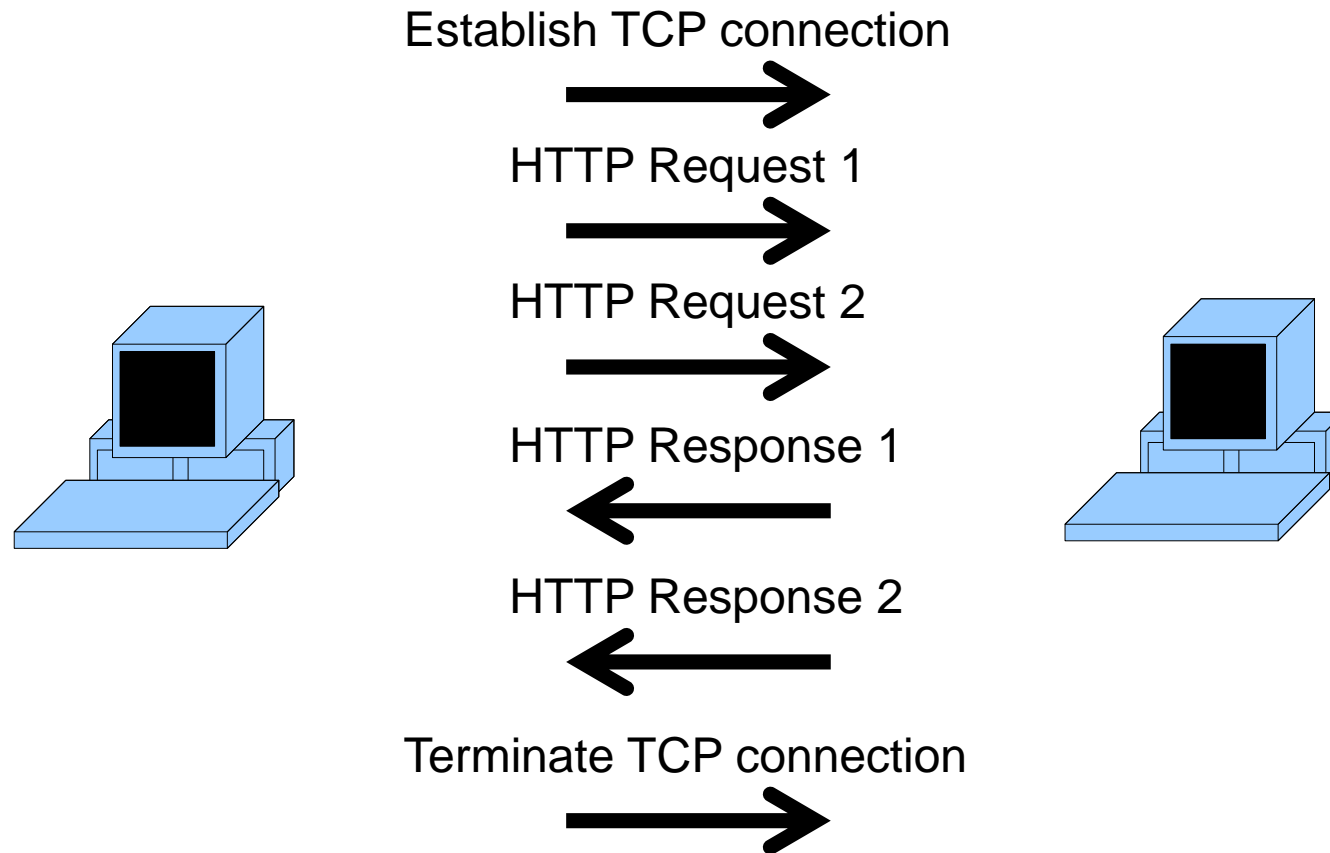 Establish TCP connection
HTTP Request 1
HTTP Request 2
HTTP Response 1
HTTP Response 2
Terminate TCP connection